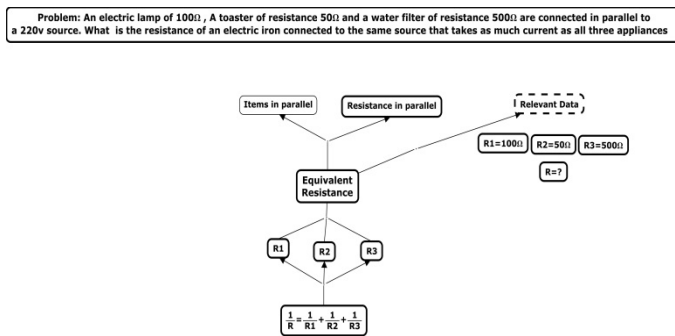 Problem: An electric lamp of 100Ω , A toaster of resistance 50Ω and a water filter of resistance 500Ω are connected in parallel to
a 220v source. What is the resistance of an electric iron connected to the same source that takes as much current as all three appliances
Items in parallel
Resistance in parallel
Relevant Data
R1=100Ω
R2=50Ω
R3=500Ω
R=?
Equivalent
Resistance
R1
R2
R3
1/R = 1/R1 + 1/R2 + 1/R3